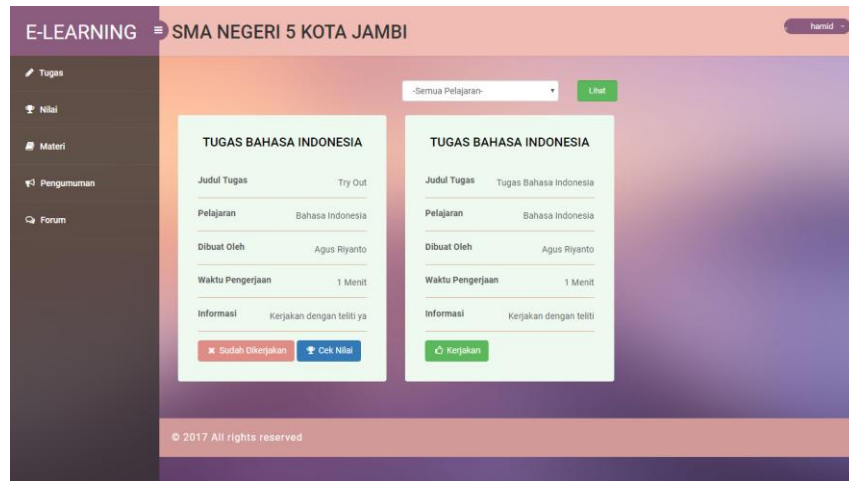 E-LEARNING
SMA NEGERI 5 KOTA JAMBI
hamid
Tugas
Nilai
Materi
Pengumuman
Forum
-Semua Pelajaran-
Lihat
TUGAS BAHASA INDONESIA
Judul Tugas Try Out
Pelajaran Bahasa Indonesia
Dibuat Oleh Agus Riyanto
Waktu Pengerjaan 1 Menit
Informasi Kerjakan dengan teliti ya
Sudah Dikerjakan Cek Nilai
TUGAS BAHASA INDONESIA
Judul Tugas Tugas Bahasa Indonesia
Pelajaran Bahasa Indonesia
Dibuat Oleh Agus Riyanto
Waktu Pengerjaan 1 Menit
Informasi Kerjakan dengan teliti
Kerjakan
© 2017 All rights reserved